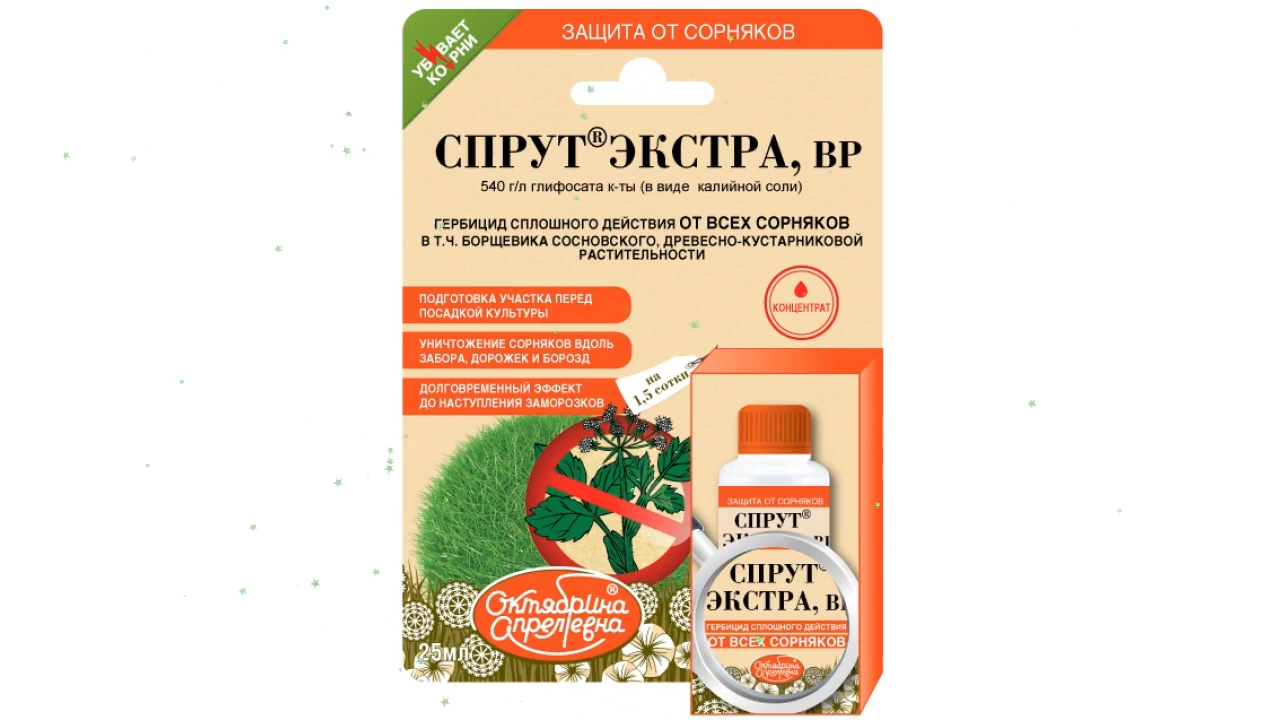 ЗАЩИТА ОТ СОРНЯКОВ
УБИВАЕТ
КОРНИ
СПРУТ®ЭКСТРА, ВР
540 г/л глифосата к-ты (в виде калийной соли)
ГЕРБИЦИД СПЛОШНОГО ДЕЙСТВИЯ ОТ ВСЕХ СОРНЯКОВ
В Т.Ч. БОРЩЕВИКА СОСНОВСКОГО, ДРЕВЕСНО-КУСТАРНИКОВОЙ
РАСТИТЕЛЬНОСТИ
КОНЦЕНТРАТ
ПОДГОТОВКА УЧАСТКА ПЕРЕД
ПОСАДКОЙ КУЛЬТУРЫ
УНИЧТОЖЕНИЕ СОРНЯКОВ ВДОЛЬ
ЗАБОРА, ДОРОЖЕК И БОРОЗД
ДОЛГОВРЕМЕННЫЙ ЭФФЕКТ
ДО НАСТУПЛЕНИЯ ЗАМОРОЗКОВ
на
1,5 сотки
ЗАЩИТА ОТ СОРНЯКОВ
СПРУТ®
СПРУТ®
ЭКСТРА, ВР
ГЕРБИЦИД СПЛОШНОГО ДЕЙСТВИЯ
ОТ ВСЕХ СОРНЯКОВ
Октябрина
Апрелевна
Октябрина®
Апрелевна
25мл